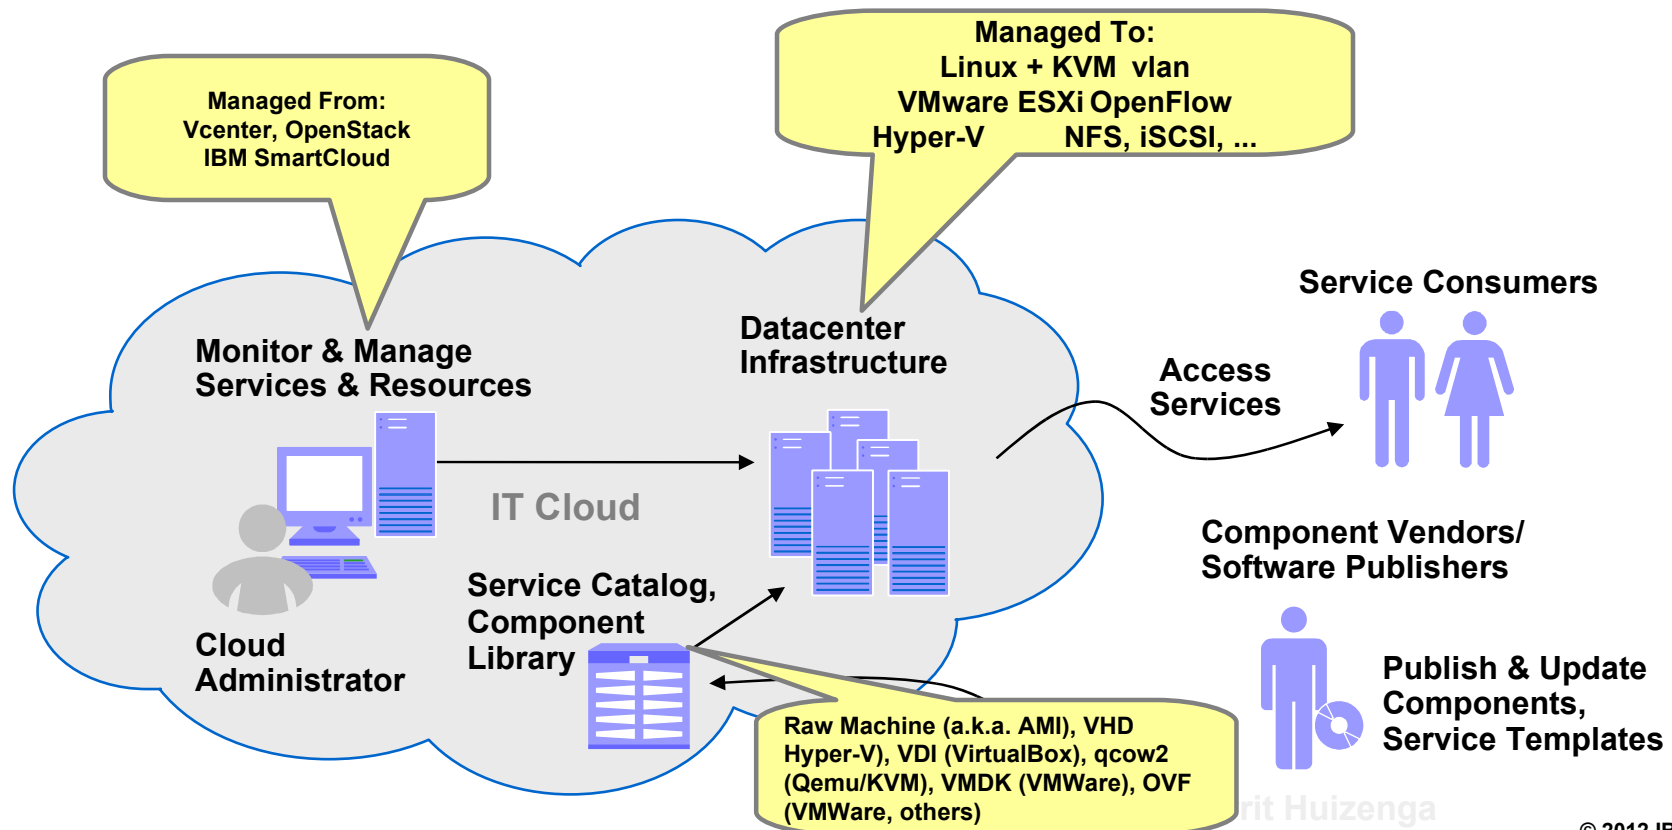 Managed To:
Linux + KVM vlan
VMware ESXi OpenFlow
Hyper-V NFS, iSCSI, ...
Managed From:
Vcenter, OpenStack
IBM SmartCloud
Service Consumers
Monitor & Manage
Services & Resources
Datacenter
Infrastructure
Access
Services
IT Cloud
Component Vendors/
Software Publishers
Service Catalog,
Component
Library
Cloud
Administrator
Publish & Update
Components,
Service Templates
Raw Machine (a.k.a. AMI), VHD
Hyper-V), VDI (VirtualBox), qcow2
(Qemu/KVM), VMDK (VMWare), OVF
(VMWare, others)
Huizenga
© 2012